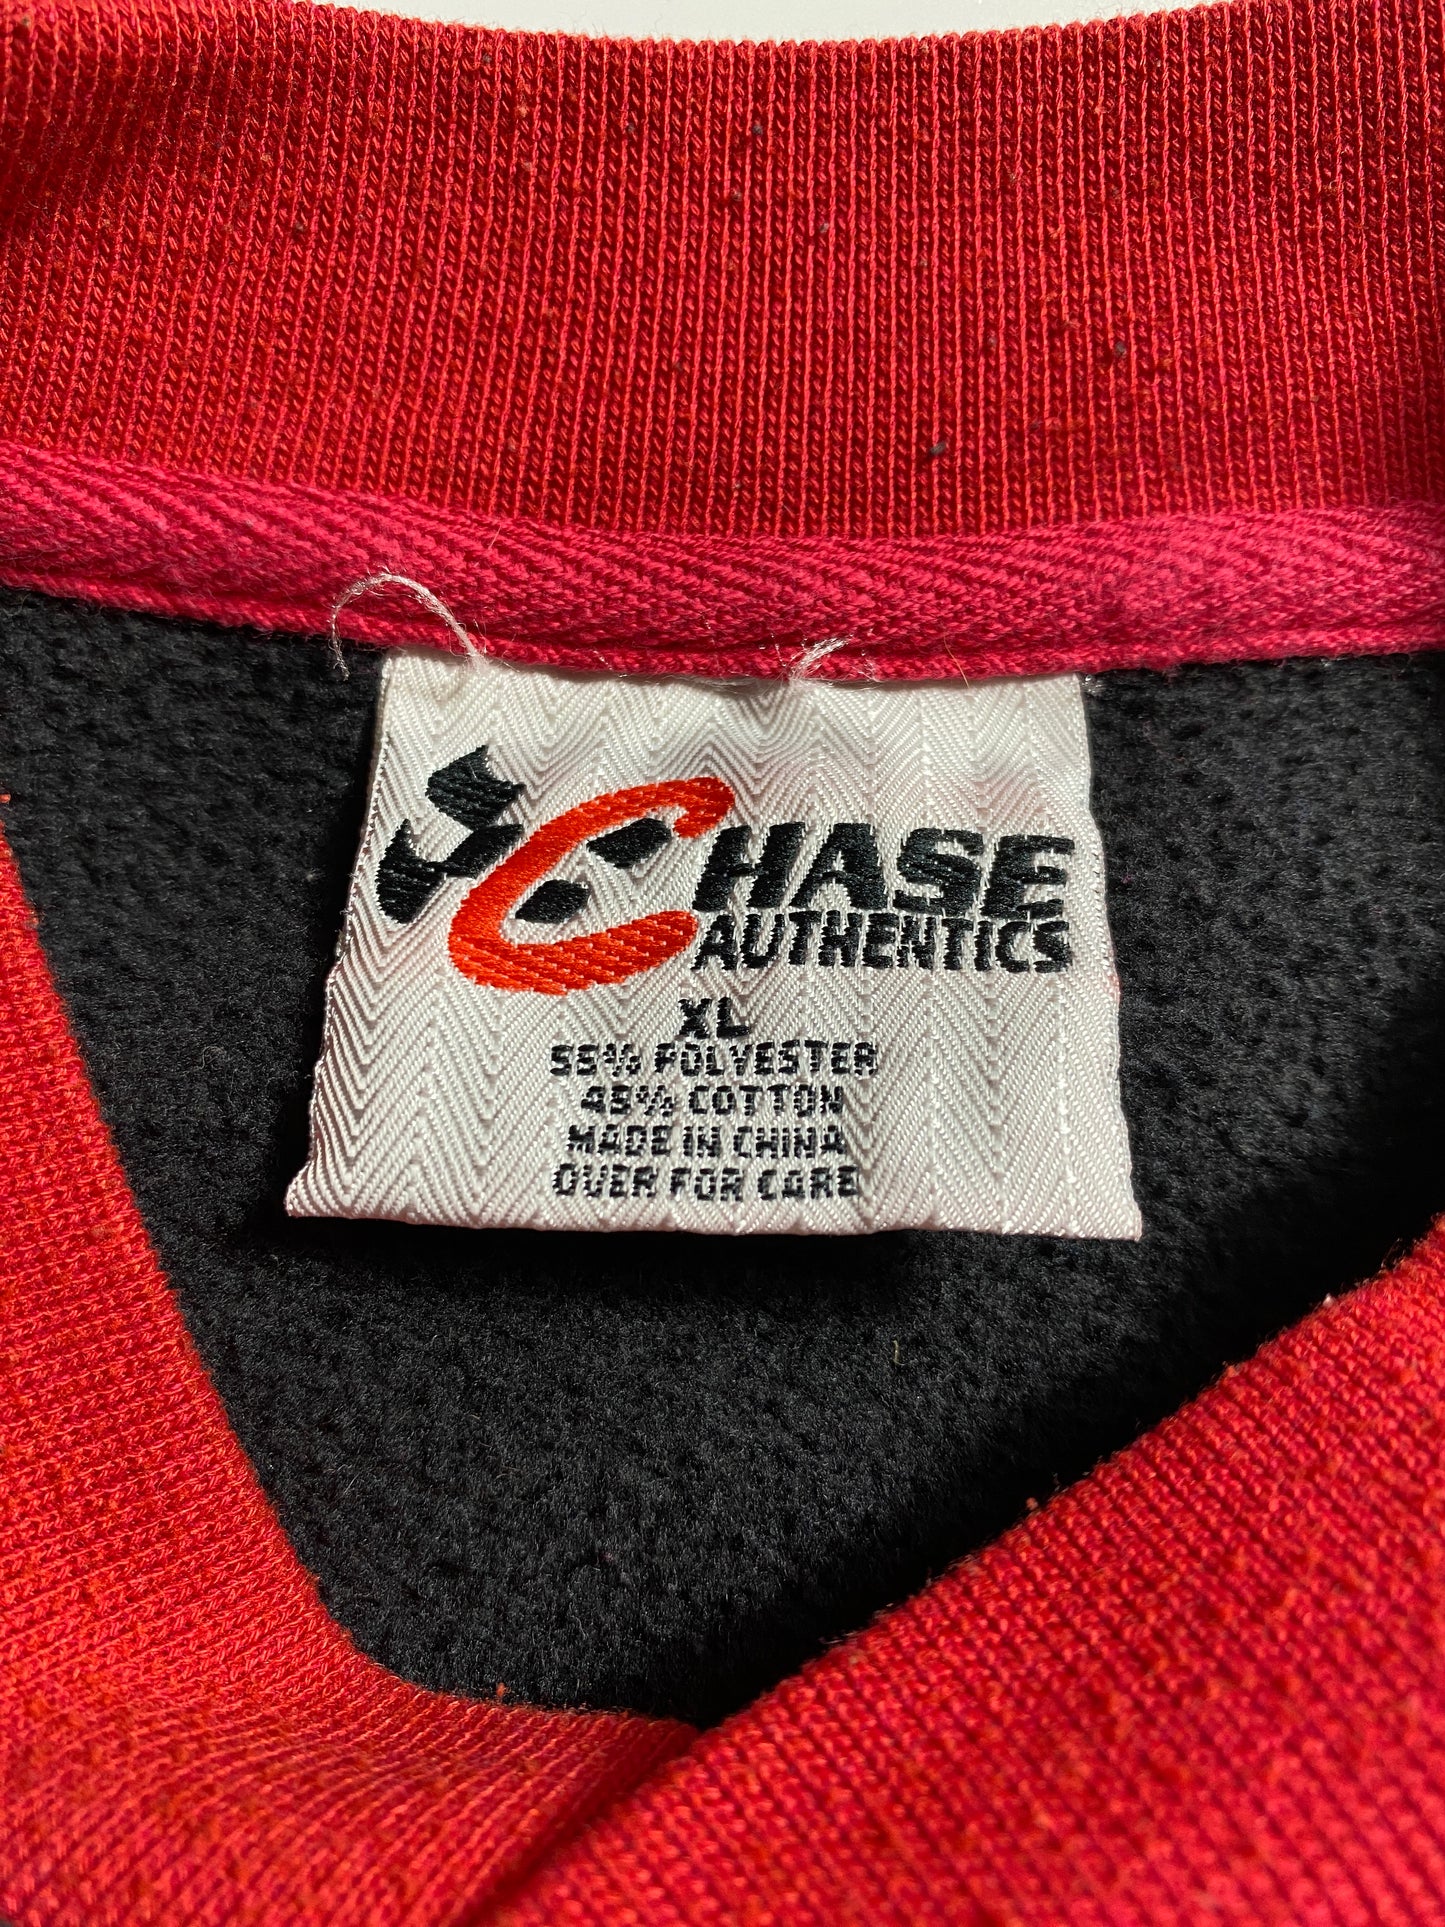 CHASE
AUTHENTICS
XL
55% POLYESTER
45% COTTON
MADE IN CHINA
OVER FOR CARE